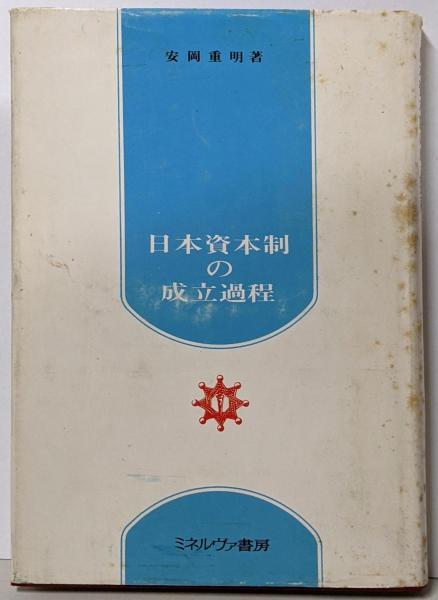 安岡重明著
日本資本制
の
成立過程
ミネルヴァ書房